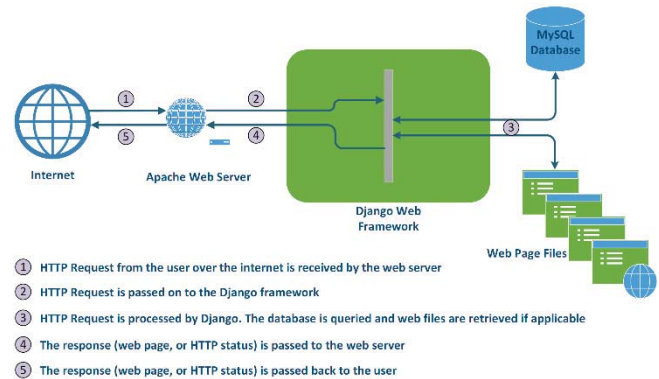 MySQL
Database
1
2
5
4
3
Internet
Apache Web Server
Django Web
Framework
Web Page Files
1 HTTP Request from the user over the internet is received by the web server
2 HTTP Request is passed on to the Django framework
3 HTTP Request is processed by Django. The database is queried and web files are retrieved if applicable
4 The response (web page, or HTTP status) is passed to the web server
5 The response (web page, or HTTP status) is passed back to the user